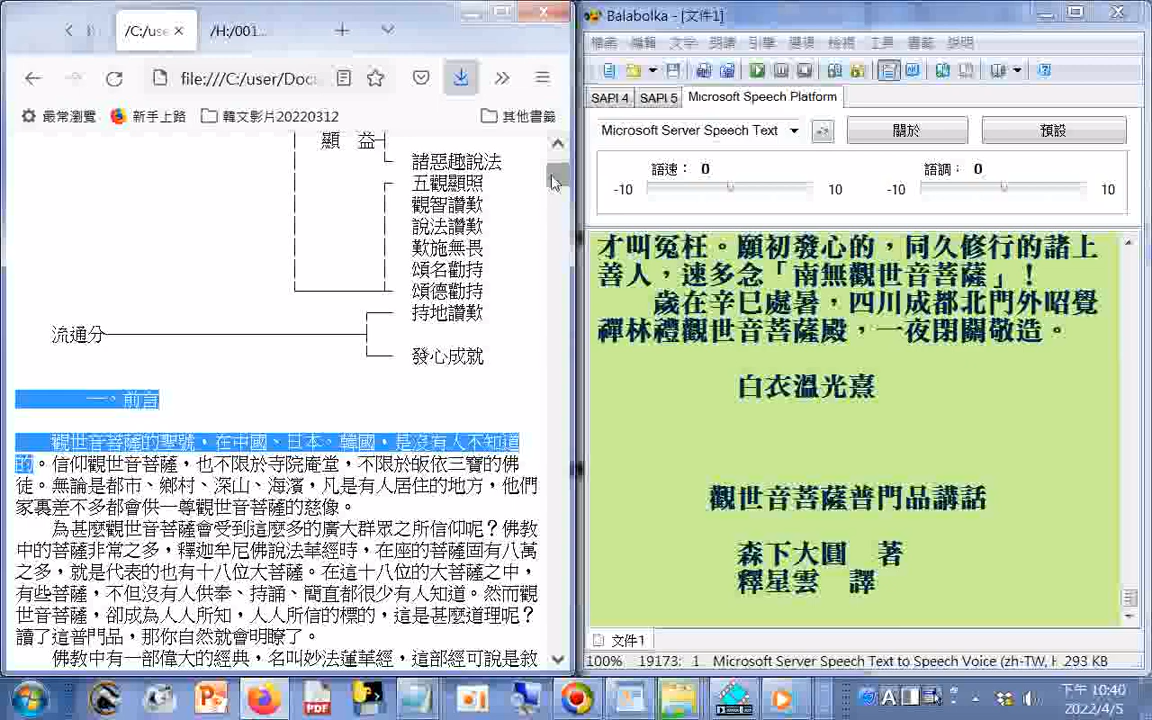 /C:/use
/H:/001...
file:///C:/user/Docu
最常瀏覽
新手上路
韓文影片20220312
其他書籤
顯 益
諸惡趣說法
五觀顯照
觀智讚歎
說法讚歎
歎施無畏
頌名勸持
頌德勸持
持地讚歎
流通分
發心成就
一。前言
觀世音菩薩的聖號，在中國、日本、韓國，是沒有人不知道
的。信仰觀世音菩薩，也不限於寺院庵堂，不限於皈依三寶的佛
徒。無論是都市、鄉村、深山、海濱，凡是有人居住的地方，他們
家裏差不多都會供一尊觀世音菩薩的慈像。
為甚麼觀世音菩薩會受到這麼多的廣大群眾之所信仰呢？佛教
中的菩薩非常之多，釋迦牟尼佛說法華經時，在座的菩薩固有八萬
之多，就是代表的也有十八位大菩薩。在這十八位的大菩薩之中，
有些菩薩，不但沒有人供奉、持誦、簡直都很少有人知道。然而觀
世音菩薩，卻成為人人所知，人人所信的標的，這是甚麼道理呢？
讀了這普門品，那你自然就會明瞭了。
佛教中有一部偉大的經典，名叫妙法蓮華經，這部經可說是敘
Balabolka - [文件1]
檔案 編輯 文字 朗讀 引擎 選項 檢視 工具 書籤 說明
SAPI 4 SAPI 5 Microsoft Speech Platform
Microsoft Server Speech Text
關於
預設
語速： 0
語調： 0
-10 10 -10 10
才叫冤枉。願初發心的，同久修行的諸上
善人，速多念「南無觀世音菩薩」！
歲在辛巳處暑，四川成都北門外昭覺
禪林禮觀世音菩薩殿，一夜閉關敬造。
白衣溫光熹
觀世音菩薩普門品講話
森下大圓 著
釋星雲 譯
文件1
100% 19173: 1 Microsoft Server Speech Text to Speech Voice (zh-TW, H 293 KB
下午 10:40
2022/4/5